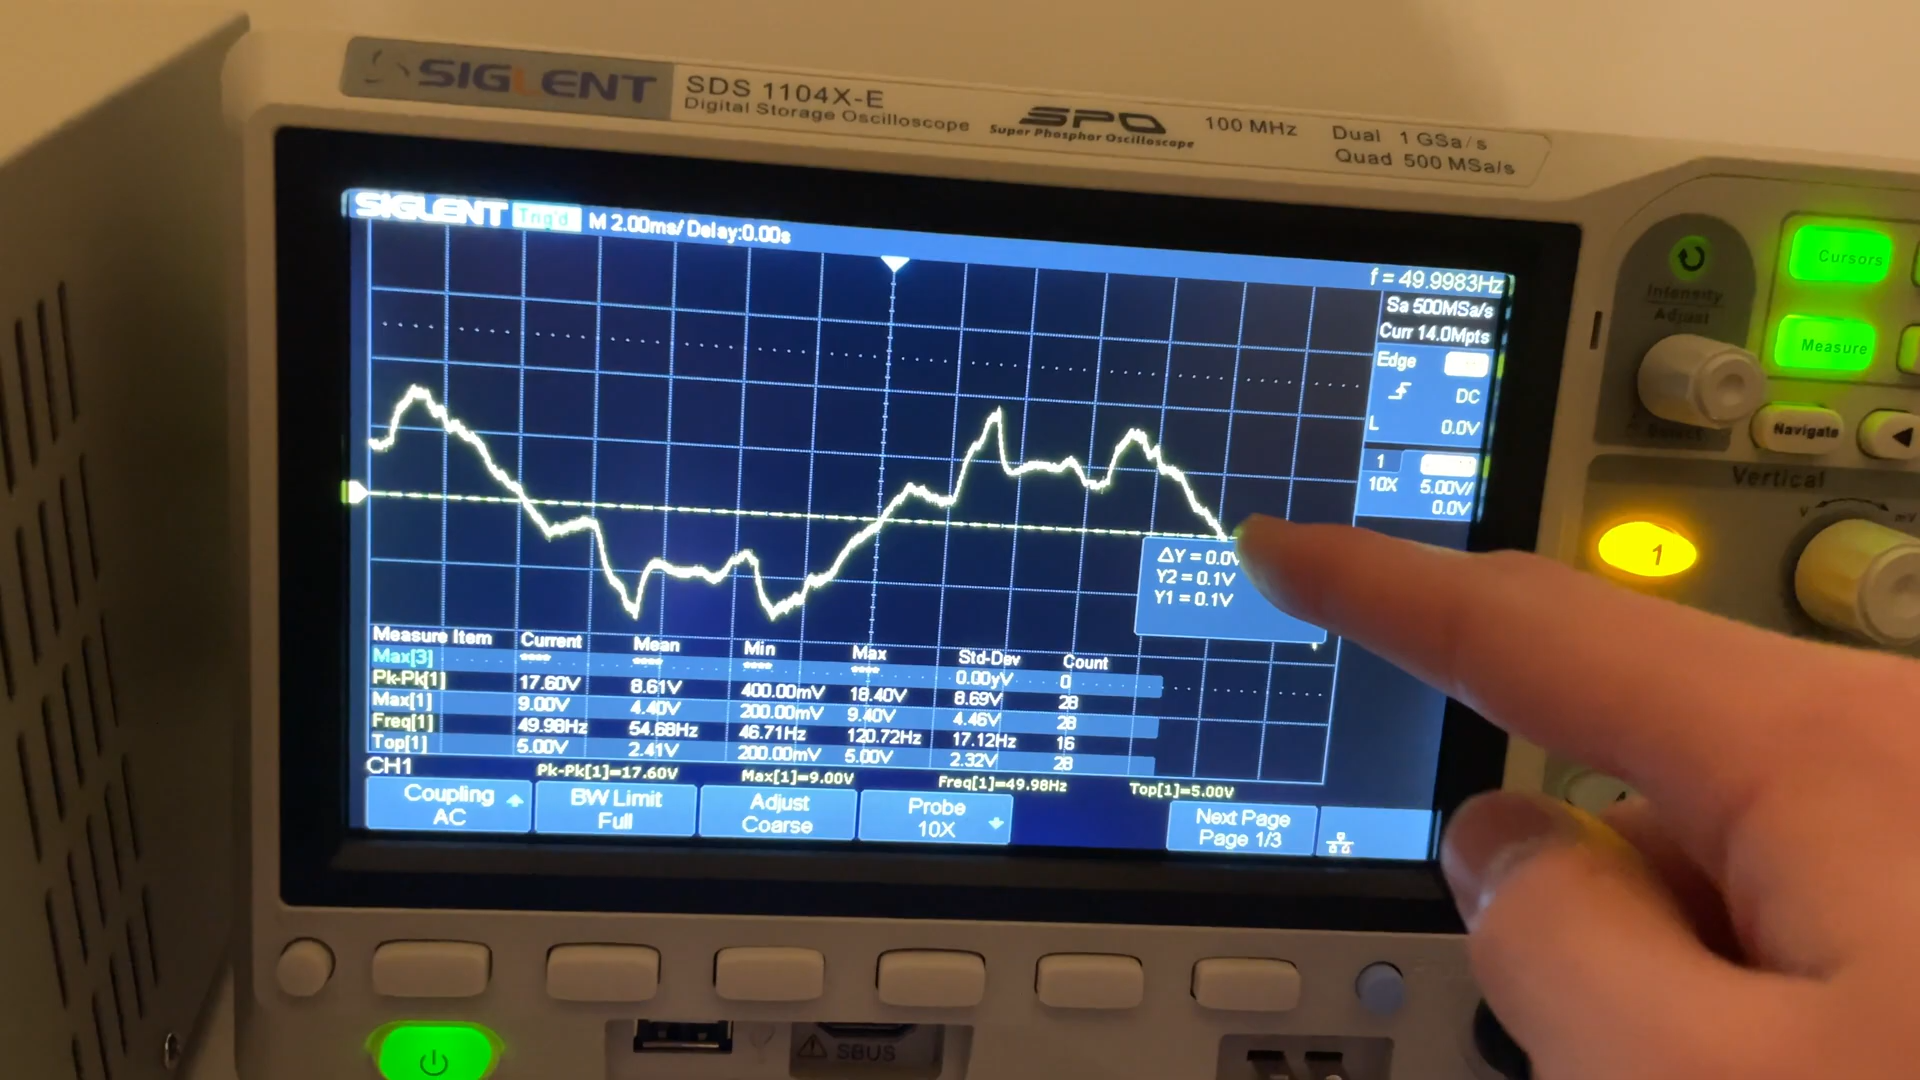 SIGLENT
SDS 1104X-E
Digital Storage Oscilloscope
SPO
Super Phosphor Oscilloscope
100 MHz
Dual 1 GSa/s
Quad 500 MSa/s
SIGLENT Trig'd M 2.00ms/ Delay:0.00s
f = 49.9983Hz
Sa 500MSa/s
Curr 14.0Mpts
Edge
DC
L 0.0V
1
10X 5.00V/
0.0V
ΔY = 0.0V
Y2 = 0.1V
Y1 = 0.1V
Measure Item Current Mean Min Max Std-Dev Count
Max[3] **** **** **** **** 0.00yV 0
Pk-Pk[1] 17.60V 8.61V 400.00mV 18.40V 8.69V 28
Max[1] 9.00V 4.40V 200.00mV 9.40V 4.46V 28
Freq[1] 49.98Hz 54.68Hz 46.71Hz 120.72Hz 17.12Hz 16
Top[1] 5.00V 2.41V 200.00mV 5.00V 2.32V 28
CH1 Pk-Pk[1]=17.60V Max[1]=9.00V Freq[1]=49.98Hz Top[1]=5.00V
Coupling
AC
BW Limit
Full
Adjust
Coarse
Probe
10X
Next Page
Page 1/3
Cursors
Intensity
Adjust
Measure
Select
Navigate
Vertical
V mV
1
SBUS